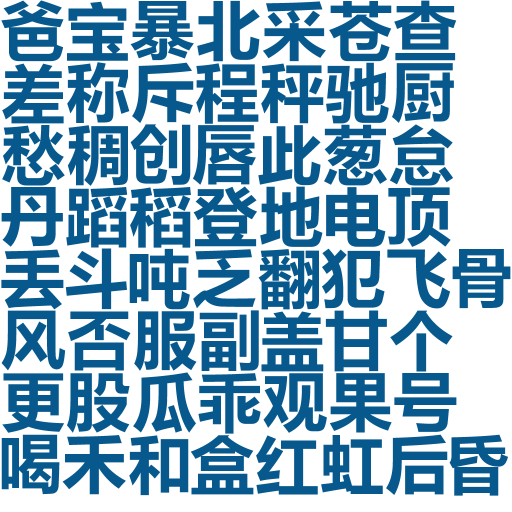 爸宝暴北采苍查
差称斥程秤驰厨
愁稠创唇此葱怠
丹蹈稻登地电顶
丢斗吨乏翻犯飞骨
风否服副盖甘个
更股瓜乖观果号
喝禾和盒红虹后昏